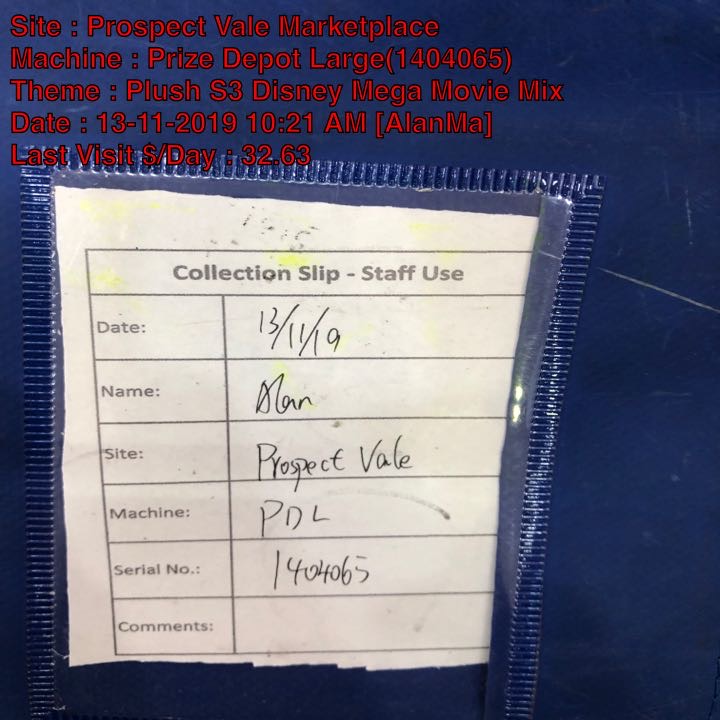 Site : Prospect Vale Marketplace
Machine : Prize Depot Large(1404065)
Theme : Plush S3 Disney Mega Movie Mix
Date : 13-11-2019 10:21 AM [AlanMa]
Last Visit $/Day : 32.63
Collection Slip - Staff Use
Date: 13/11/19
Name: Alan
Site: Prospect Vale
Machine: PDL
Serial No.: 1404065
Comments: